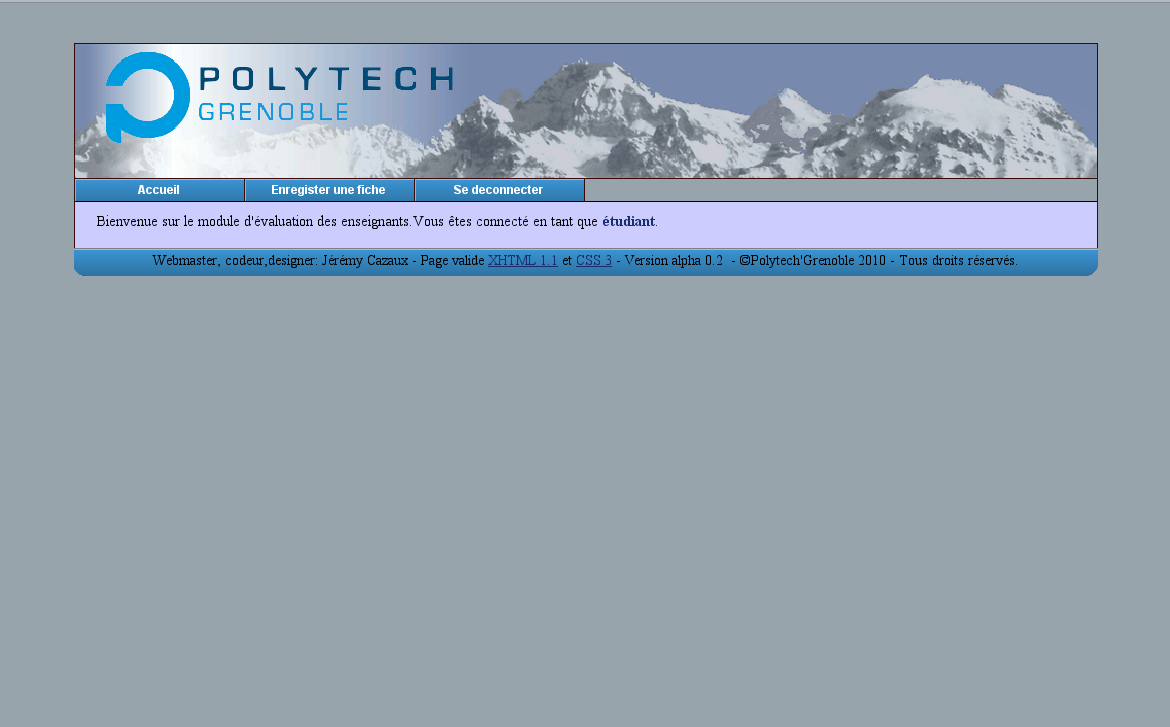 POLYTECH
GRENOBLE
Accueil Enregister une fiche Se deconnecter
Bienvenue sur le module d'évaluation des enseignants.Vous êtes connecté en tant que étudiant.
Webmaster, codeur,designer: Jérémy Cazaux - Page valide XHTML 1.1 et CSS 3 - Version alpha 0.2 - ©Polytech'Grenoble 2010 - Tous droits réservés.